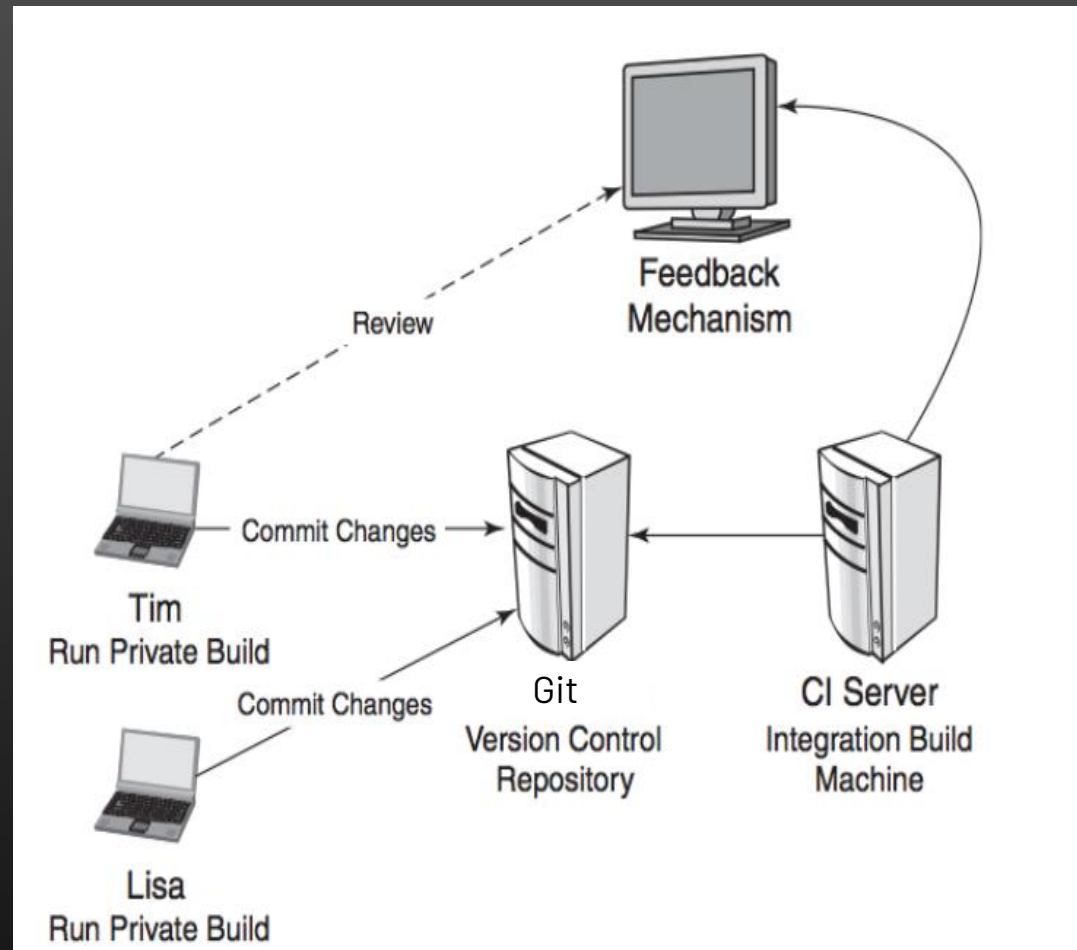 Feedback
Mechanism
Review
Commit Changes
Tim
Run Private Build
Commit Changes
Git
Version Control
Repository
CI Server
Integration Build
Machine
Lisa
Run Private Build